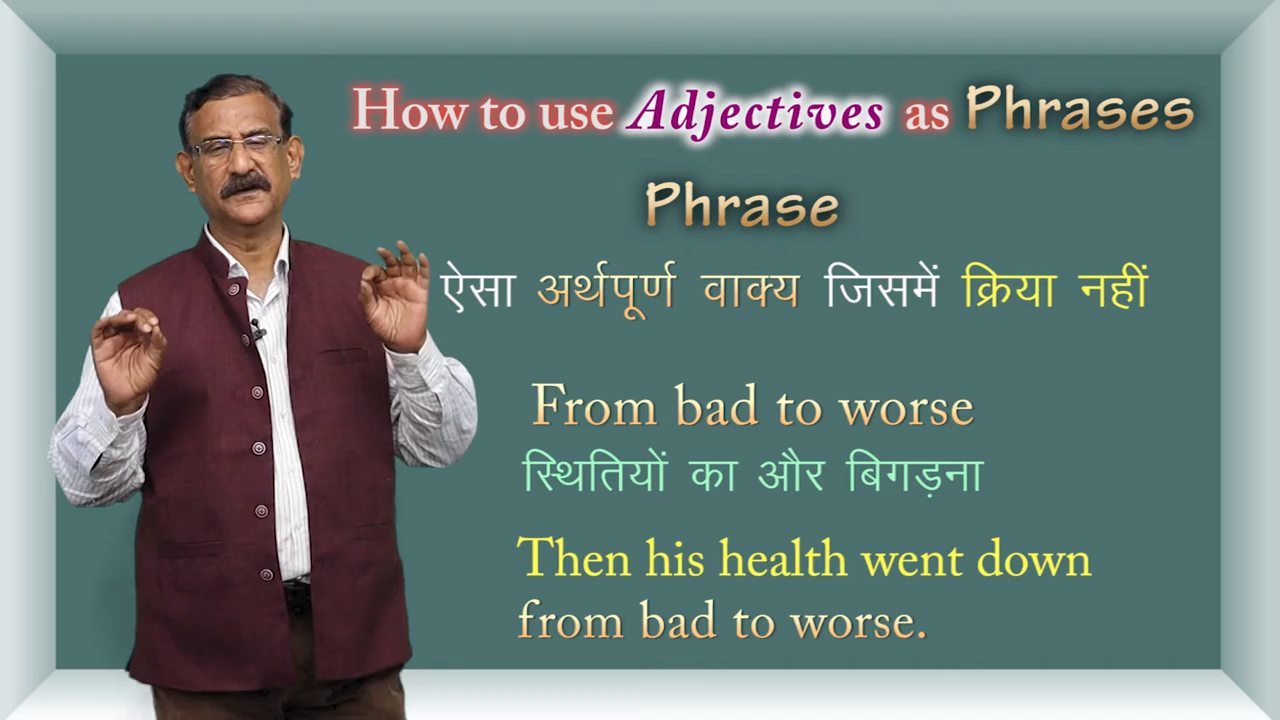 How to use Adjectives as Phrases
Phrase
ऐसा अर्थपूर्ण वाक्य जिसमें क्रिया नहीं
From bad to worse
स्थितियों का और बिगड़ना
Then his health went down
from bad to worse.